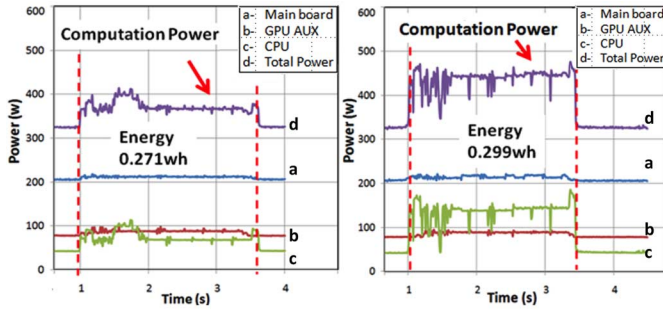 a- Main board
b- GPU AUX
c- CPU
d- Total Power
600
500
400
300
200
100
0
Power (w)
Computation Power
Energy
0.271wh
d
a
b
c
1
2
3
4
Time (s)
a- Main board
b- GPU AUX
c- CPU
d- Total Power
600
500
400
300
200
100
0
Power (w)
Computation Power
Energy
0.299wh
d
a
b
c
1
2
3
4
Time (s)